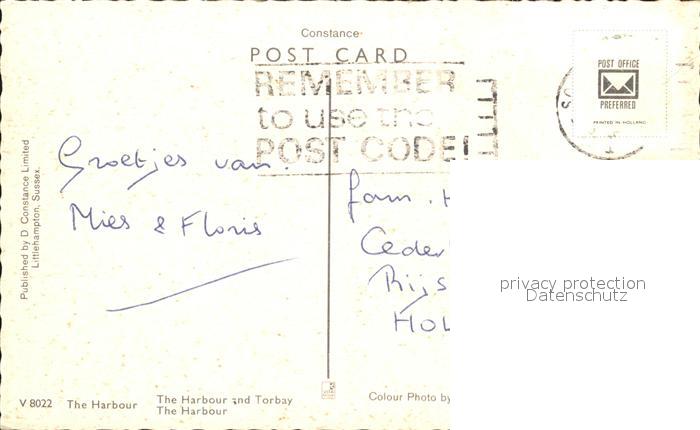 Constance
POST CARD
REMEMBER
to use the
POST CODE!
POST OFFICE
PREFERRED
PRINTED IN HOLLAND
Published by D Constance Limited
Littlehampton, Sussex.
Groetjes van
Mies & Floris
fam. H
Ceder
Rijs
HOL
privacy protection
Datenschutz
V 8022 The Harbour
The Harbour and Torbay
The Harbour
Colour Photo by